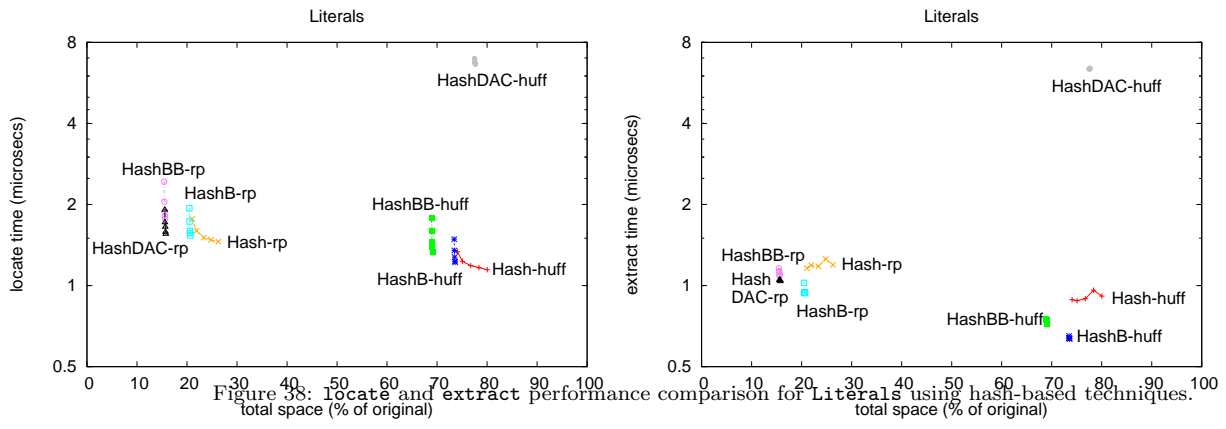 Literals
8
4
2
1
0.5
locate time (microsecs)
HashDAC-huff
HashBB-rp
HashB-rp
HashDAC-rp
Hash-rp
HashBB-huff
HashB-huff
Hash-huff
0 10 20 30 40 50 60 70 80 90 100
total space (% of original)
Literals
8
4
2
1
0.5
extract time (microsecs)
HashDAC-huff
HashBB-rp
Hash
DAC-rp
Hash-rp
HashB-rp
Hash-huff
HashBB-huff
HashB-huff
0 10 20 30 40 50 60 70 80 90 100
total space (% of original)
Figure 38: locate and extract performance comparison for Literals using hash-based techniques.